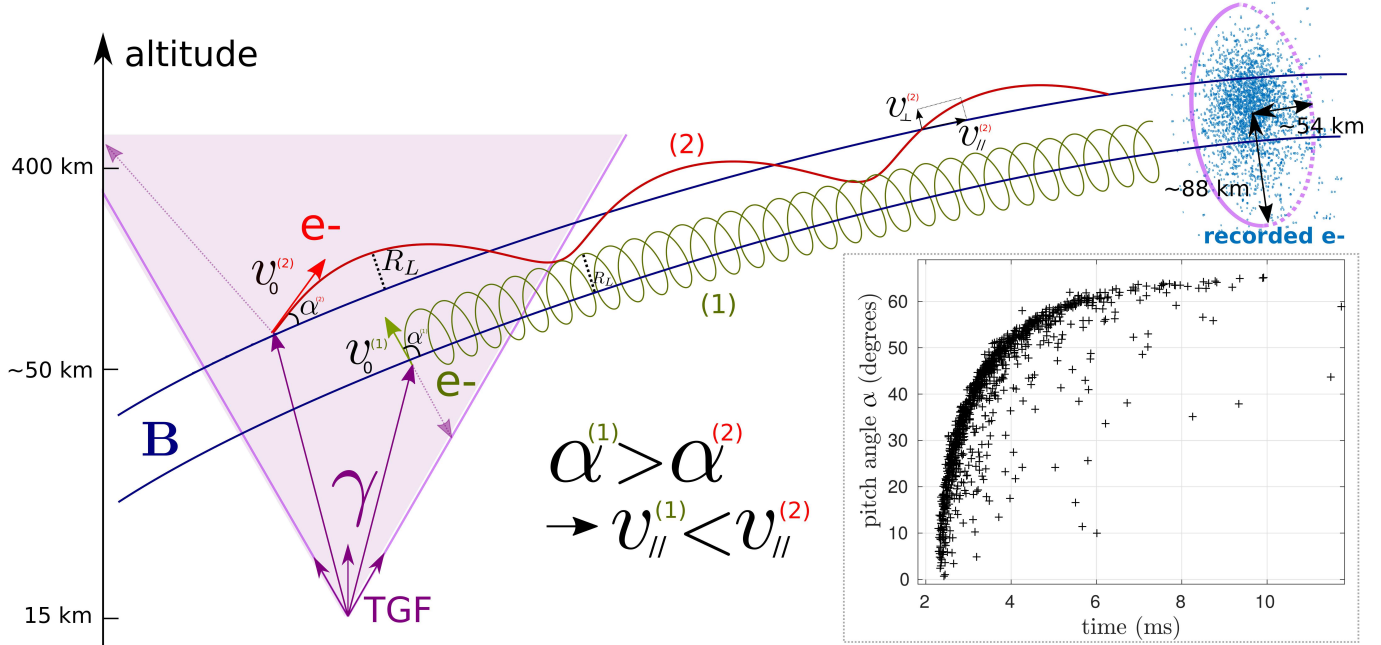 altitude
400 km
~50 km
15 km
B
γ
TGF
e-
v₀⁽²⁾
α⁽²⁾
R_L
(2)
v₀⁽¹⁾
α⁽¹⁾
e-
R_L
(1)
v⊥⁽²⁾
v∥⁽²⁾
α⁽¹⁾>α⁽²⁾
→ v∥⁽¹⁾<v∥⁽²⁾
~54 km
~88 km
recorded e-
pitch angle α (degrees)
60
50
40
30
20
10
0
2 4 6 8 10
time (ms)